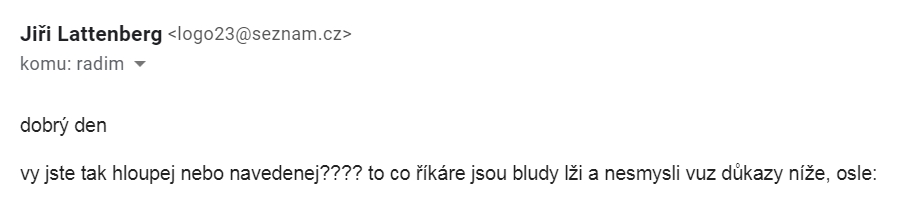 Jiří Lattenberg <logo23@seznam.cz>
komu: radim
dobrý den
vy jste tak hloupej nebo navedenej???? to co říkáre jsou bludy lži a nesmysli vuz důkazy níže, osle: